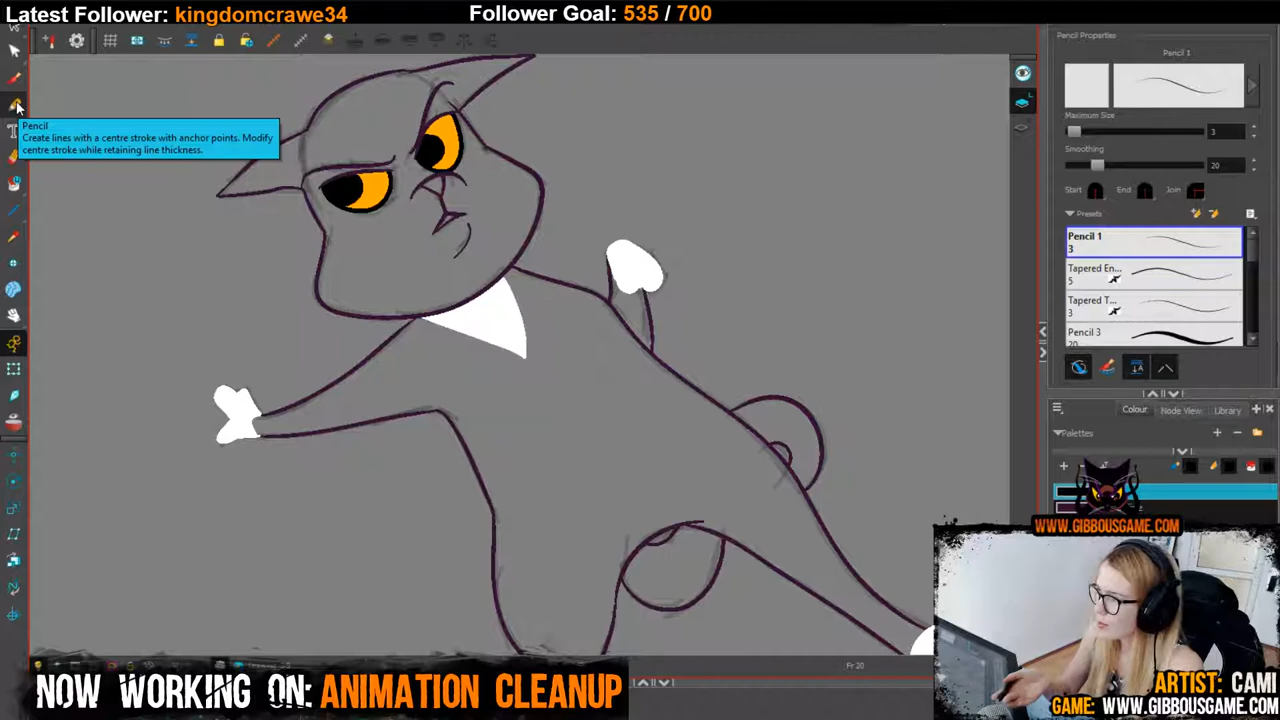 Latest Follower: kingdomcrawe34
Follower Goal: 535 / 700
Pencil
Create lines with a centre stroke with anchor points. Modify
centre stroke while retaining line thickness.
Pencil Properties
Pencil 1
Maximum Size
3
Smoothing
20
Start End Join
Presets
Pencil 1
3
Tapered En...
5
Tapered T...
3
Pencil 3
20
Colour Node View Library
Palettes
WWW.GIBBOUSGAME.COM
Fr 20
NOW WORKING ON: ANIMATION CLEANUP
ARTIST: CAMI
GAME: WWW.GIBBOUSGAME.COM